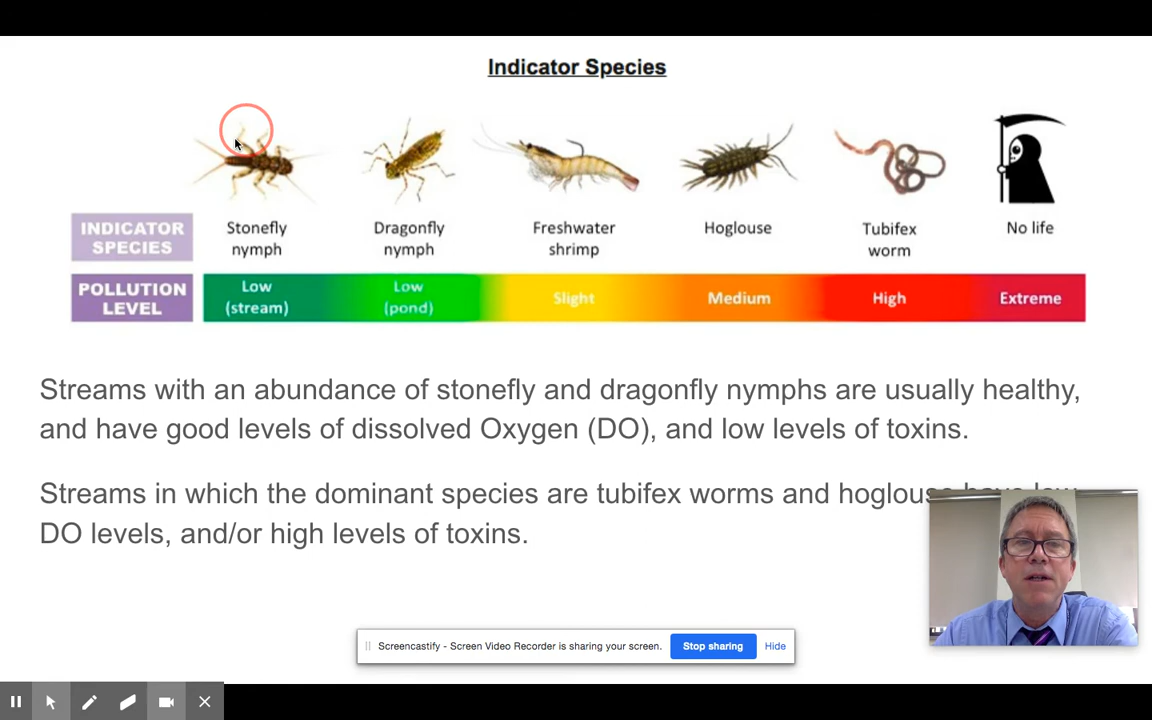 Indicator Species
INDICATOR
SPECIES
Stonefly
nymph
Dragonfly
nymph
Freshwater
shrimp
Hoglouse
Tubifex
worm
No life
POLLUTION
LEVEL
Low
(stream)
Low
(pond)
Slight
Medium
High
Extreme
Streams with an abundance of stonefly and dragonfly nymphs are usually healthy,
and have good levels of dissolved Oxygen (DO), and low levels of toxins.
Streams in which the dominant species are tubifex worms and
DO levels, and/or high levels of toxins.
Screencastify - Screen Video Recorder is sharing your screen.
Stop sharing
Hide